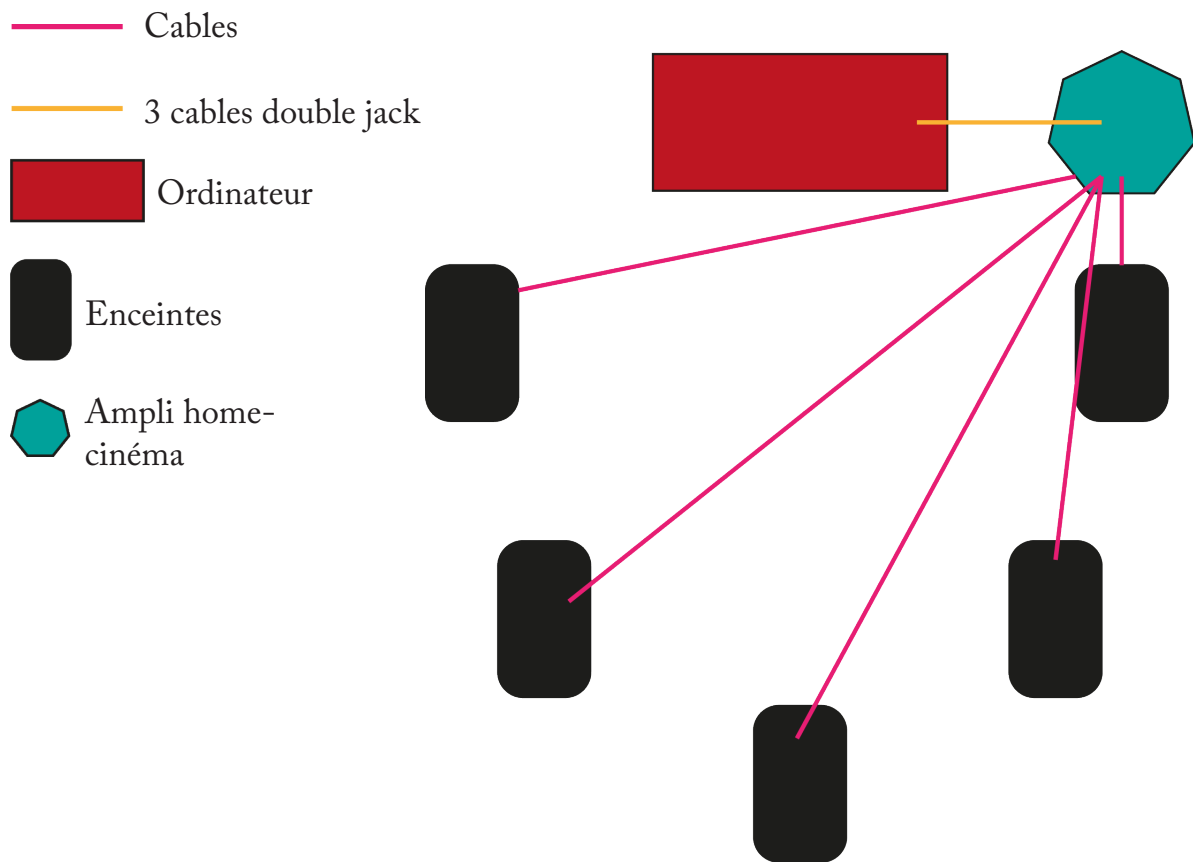 Cables
3 cables double jack
Ordinateur
Enceintes
Ampli home-
cinéma